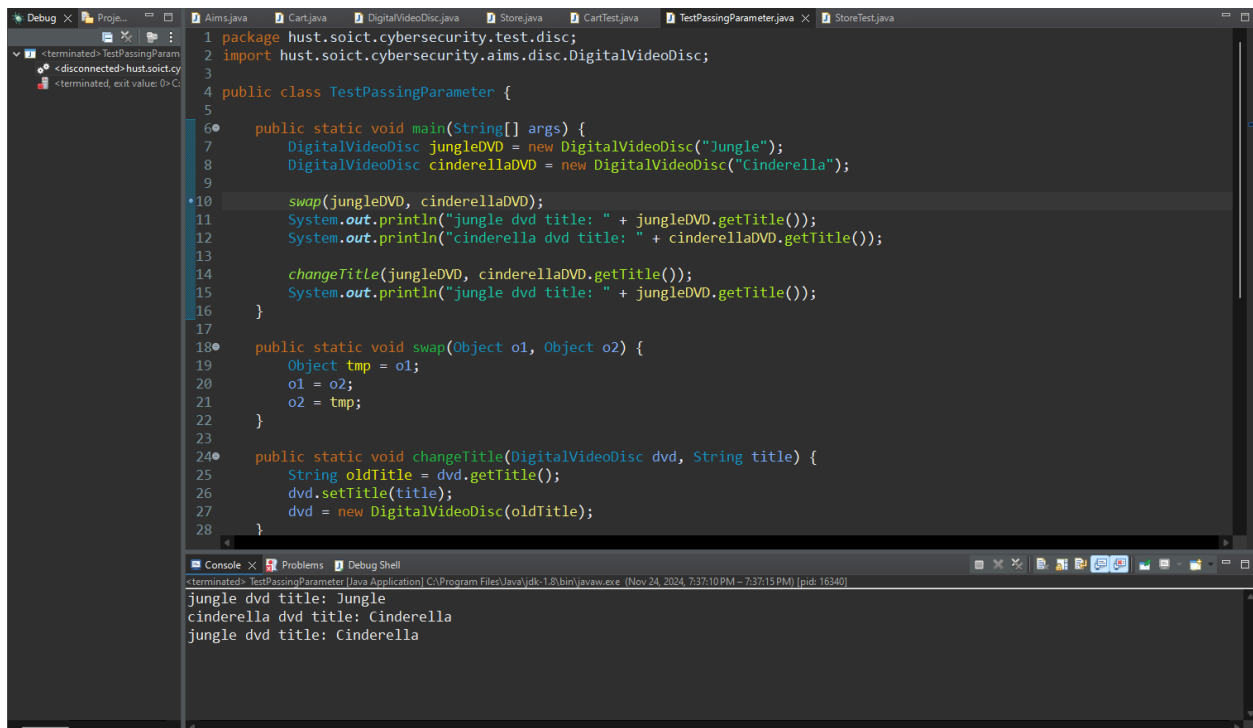 Debug Proje...
<terminated> TestPassingParam
<disconnected> hust.soict.cy
<terminated, exit value: 0> C:
Aims.java Cart.java DigitalVideoDisc.java Store.java CartTest.java TestPassingParameter.java StoreTest.java
1 package hust.soict.cybersecurity.test.disc;
2 import hust.soict.cybersecurity.aims.disc.DigitalVideoDisc;
3
4 public class TestPassingParameter {
5
6     public static void main(String[] args) {
7         DigitalVideoDisc jungleDVD = new DigitalVideoDisc("Jungle");
8         DigitalVideoDisc cinderellaDVD = new DigitalVideoDisc("Cinderella");
9
10         swap(jungleDVD, cinderellaDVD);
11         System.out.println("jungle dvd title: " + jungleDVD.getTitle());
12         System.out.println("cinderella dvd title: " + cinderellaDVD.getTitle());
13
14         changeTitle(jungleDVD, cinderellaDVD.getTitle());
15         System.out.println("jungle dvd title: " + jungleDVD.getTitle());
16     }
17
18     public static void swap(Object o1, Object o2) {
19         Object tmp = o1;
20         o1 = o2;
21         o2 = tmp;
22     }
23
24     public static void changeTitle(DigitalVideoDisc dvd, String title) {
25         String oldTitle = dvd.getTitle();
26         dvd.setTitle(title);
27         dvd = new DigitalVideoDisc(oldTitle);
28     }
Console Problems Debug Shell
<terminated> TestPassingParameter [Java Application] C:\Program Files\Java\jdk-1.8\bin\javaw.exe (Nov 24, 2024, 7:37:10 PM – 7:37:15 PM) [pid: 16340]
jungle dvd title: Jungle
cinderella dvd title: Cinderella
jungle dvd title: Cinderella